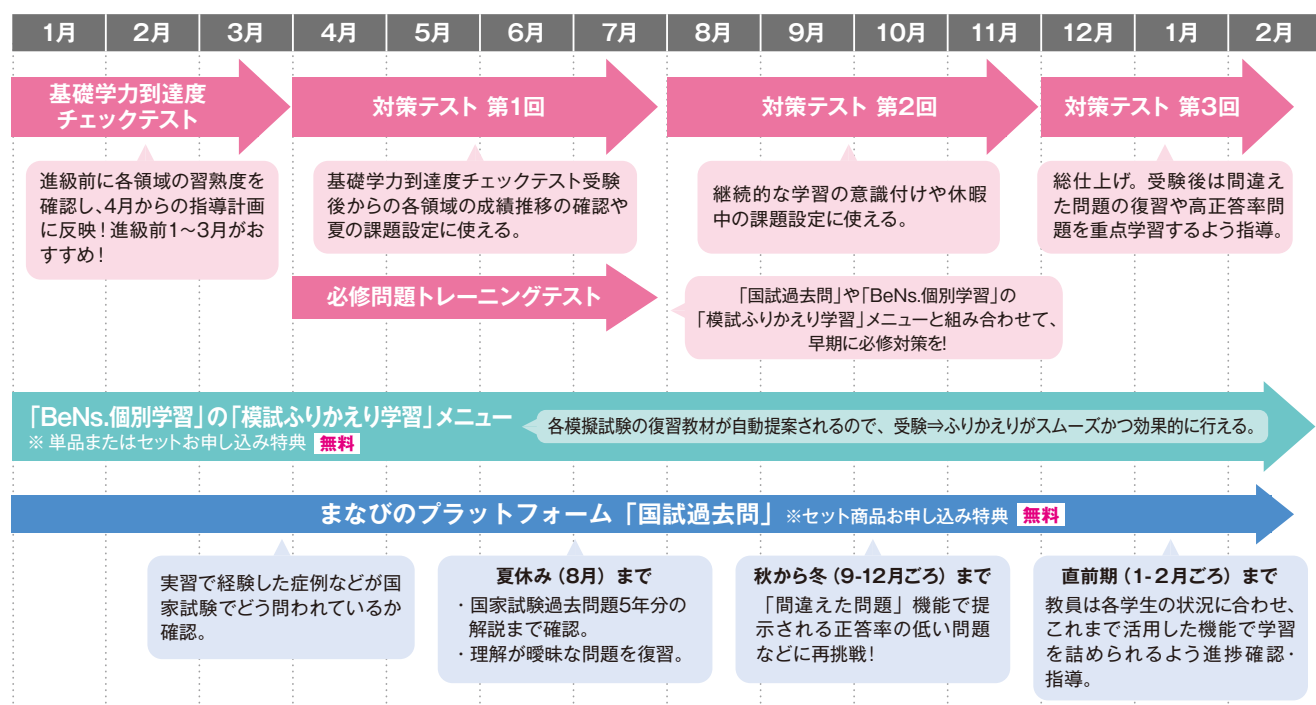 1月 2月 3月 4月 5月 6月 7月 8月 9月 10月 11月 12月 1月 2月
基礎学力到達度
チェックテスト
対策テスト 第1回
対策テスト 第2回
対策テスト 第3回
進級前に各領域の習熟度を
確認し、4月からの指導計画
に反映！進級前1～3月がお
すすめ！
基礎学力到達度チェックテスト受験
後からの各領域の成績推移の確認や
夏の課題設定に使える。
継続的な学習の意識付けや休暇
中の課題設定に使える。
総仕上げ。受験後は間違え
た問題の復習や高正答率問
題を重点学習するよう指導。
必修問題トレーニングテスト
「国試過去問」や「BeNs.個別学習」の
「模試ふりかえり学習」メニューと組み合わせて、
早期に必修対策を!
「BeNs.個別学習」の「模試ふりかえり学習」メニュー
※ 単品またはセットお申し込み特典 無料
各模擬試験の復習教材が自動提案されるので、受験⇒ふりかえりがスムーズかつ効果的に行える。
まなびのプラットフォーム「国試過去問」 ※セット商品お申し込み特典 無料
実習で経験した症例などが国
家試験でどう問われているか
確認。
夏休み（8月）まで
・国家試験過去問題5年分の
解説まで確認。
・理解が曖昧な問題を復習。
秋から冬（9-12月ごろ）まで
「間違えた問題」機能で提
示される正答率の低い問題
などに再挑戦！
直前期（1-2月ごろ）まで
教員は各学生の状況に合わせ、
これまで活用した機能で学習
を詰められるよう進捗確認・
指導。